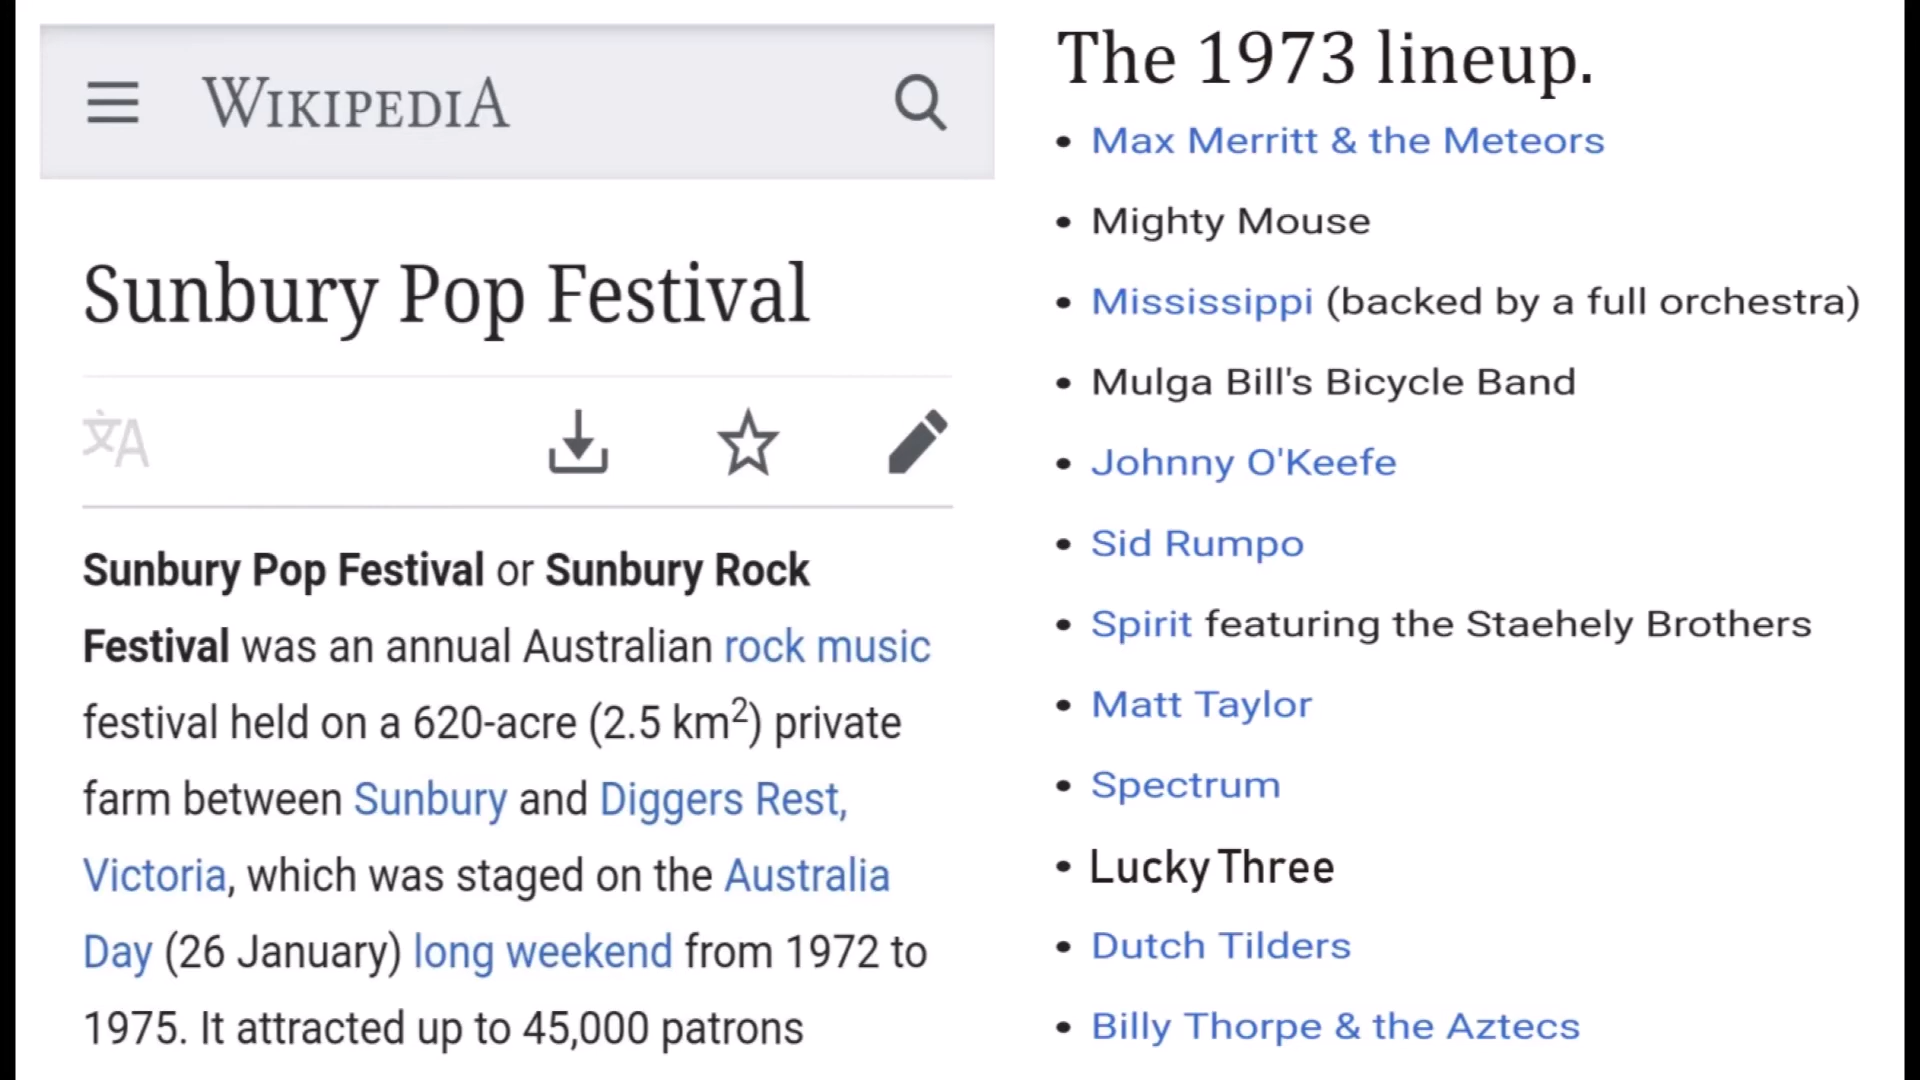 WIKIPEDIA
Sunbury Pop Festival
文A
Sunbury Pop Festival or Sunbury Rock
Festival was an annual Australian rock music
festival held on a 620-acre (2.5 km²) private
farm between Sunbury and Diggers Rest,
Victoria, which was staged on the Australia
Day (26 January) long weekend from 1972 to
1975. It attracted up to 45,000 patrons
The 1973 lineup.
• Max Merritt & the Meteors
• Mighty Mouse
• Mississippi (backed by a full orchestra)
• Mulga Bill's Bicycle Band
• Johnny O'Keefe
• Sid Rumpo
• Spirit featuring the Staehely Brothers
• Matt Taylor
• Spectrum
• Lucky Three
• Dutch Tilders
• Billy Thorpe & the Aztecs